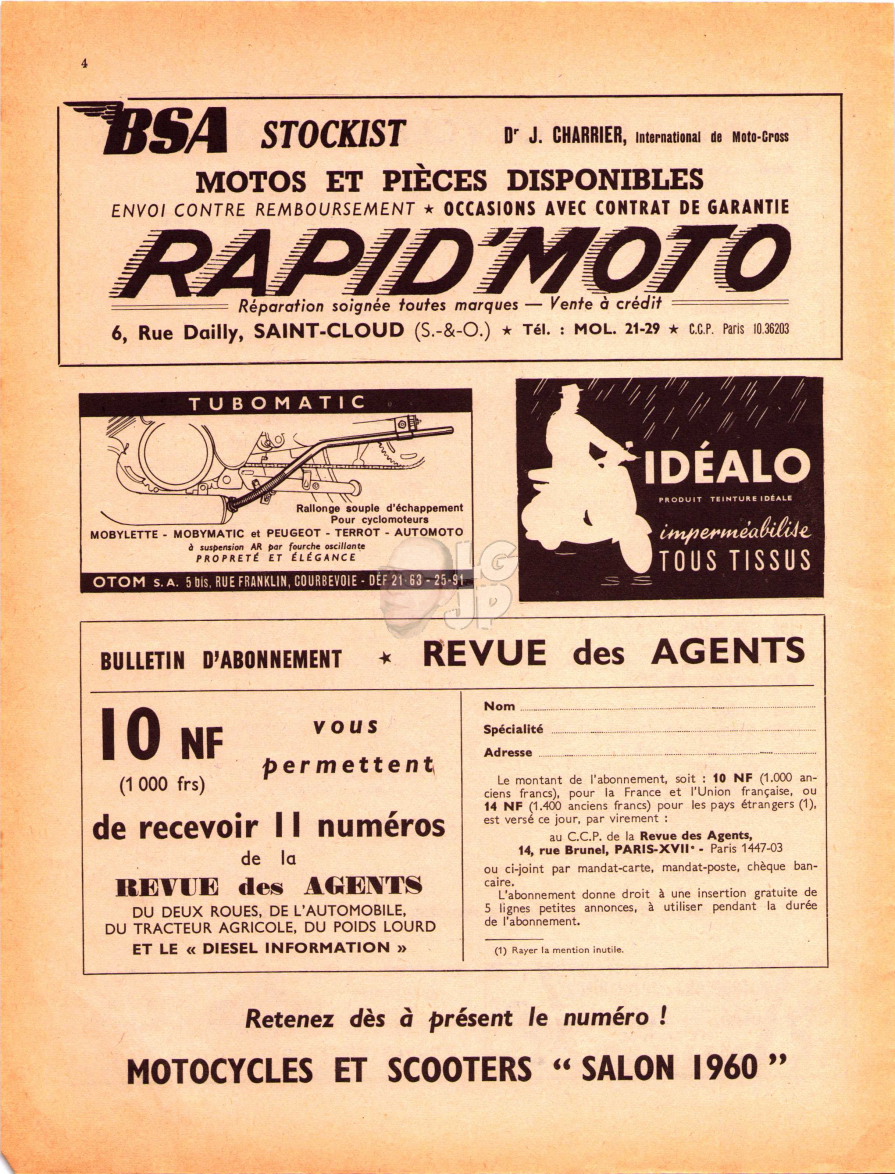 4
BSA STOCKIST Dr J. CHARRIER, International de Moto-Cross
MOTOS ET PIÈCES DISPONIBLES
ENVOI CONTRE REMBOURSEMENT ★ OCCASIONS AVEC CONTRAT DE GARANTIE
RAPID'MOTO
Réparation soignée toutes marques — Vente à crédit
6, Rue Dailly, SAINT-CLOUD (S.-&-O.) ★ Tél. : MOL. 21-29 ★ C.C.P. Paris 10.36203
TUBOMATIC
Rallonge souple d'échappement
Pour cyclomoteurs
MOBYLETTE - MOBYMATIC et PEUGEOT - TERROT - AUTOMOTO
à suspension AR par fourche oscillante
PROPRETÉ ET ÉLÉGANCE
OTOM S.A. 5 bis, RUE FRANKLIN, COURBEVOIE - DÉF 21-63 - 25-91
IDÉALO
PRODUIT TEINTURE IDÉALE
imperméabilise
TOUS TISSUS
LG
JP
BULLETIN D'ABONNEMENT ★ REVUE des AGENTS
10 NF vous
(1 000 frs) permettent
de recevoir 11 numéros
de la
REVUE des AGENTS
DU DEUX ROUES, DE L'AUTOMOBILE,
DU TRACTEUR AGRICOLE, DU POIDS LOURD
ET LE « DIESEL INFORMATION »
Nom
Spécialité
Adresse
Le montant de l'abonnement, soit : 10 NF (1.000 an-
ciens francs), pour la France et l'Union française, ou
14 NF (1.400 anciens francs) pour les pays étrangers (1),
est versé ce jour, par virement :
au C.C.P. de la Revue des Agents,
14, rue Brunel, PARIS-XVIIe - Paris 1447-03
ou ci-joint par mandat-carte, mandat-poste, chèque ban-
caire.
L'abonnement donne droit à une insertion gratuite de
5 lignes petites annonces, à utiliser pendant la durée
de l'abonnement.
(1) Rayer la mention inutile.
Retenez dès à présent le numéro !
MOTOCYCLES ET SCOOTERS “ SALON 1960 ”